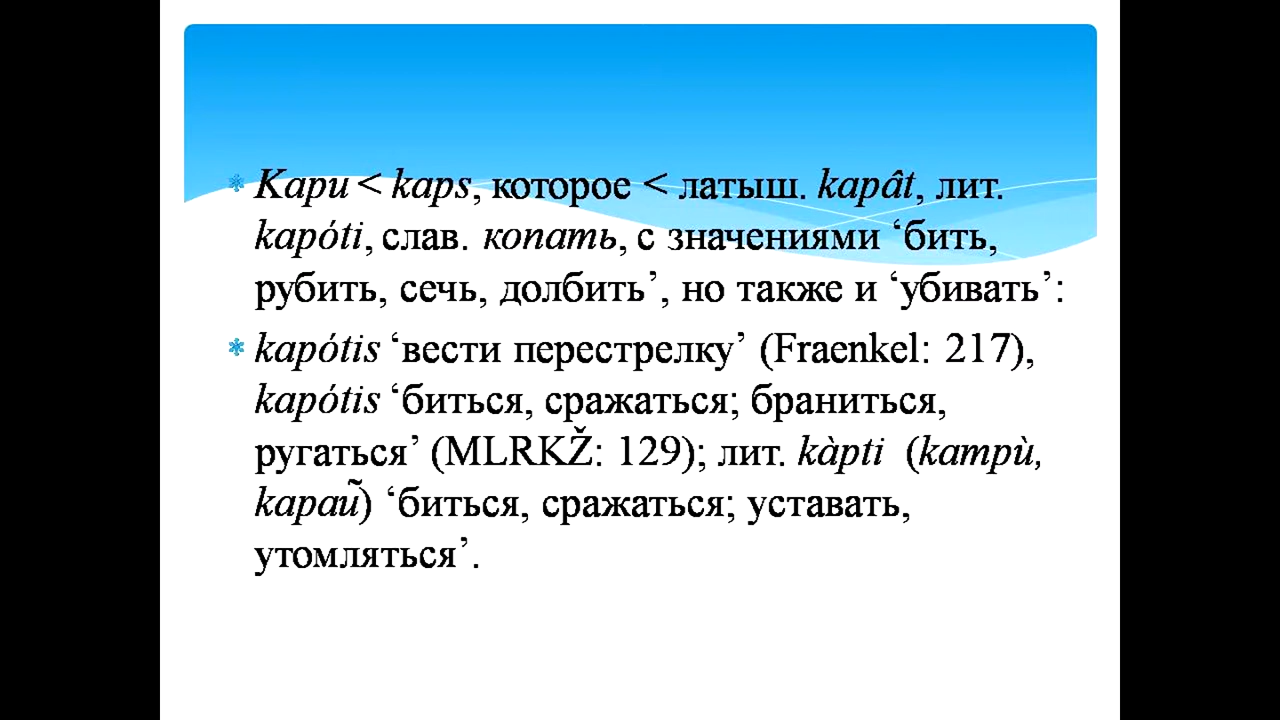 Kapu < kaps, которое < латыш. kapât, лит.
kapóti, слав. копать, с значениями ‘бить,
рубить, сечь, долбить’, но также и ‘убивать’:
kapótis ‘вести перестрелку’ (Fraenkel: 217),
kapótis ‘биться, сражаться; браниться,
ругаться’ (MLRKŽ: 129); лит. kàpti (kampù,
kapaũ) ‘биться, сражаться; уставать,
утомляться’.